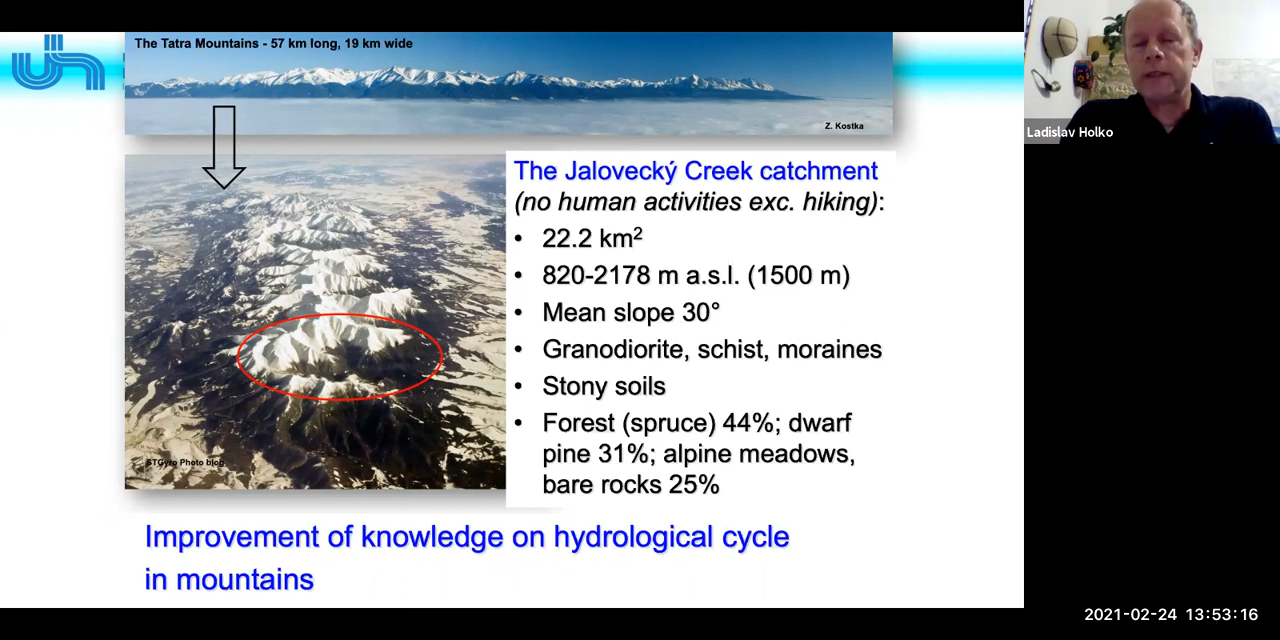 The Tatra Mountains - 57 km long, 19 km wide
Z. Kostka
Ladislav Holko
The Jalovecký Creek catchment
(no human activities exc. hiking):
• 22.2 km²
• 820-2178 m a.s.l. (1500 m)
• Mean slope 30°
• Granodiorite, schist, moraines
• Stony soils
• Forest (spruce) 44%; dwarf
pine 31%; alpine meadows,
bare rocks 25%
STGyro Photo blog
Improvement of knowledge on hydrological cycle
in mountains
2021-02-24 13:53:16